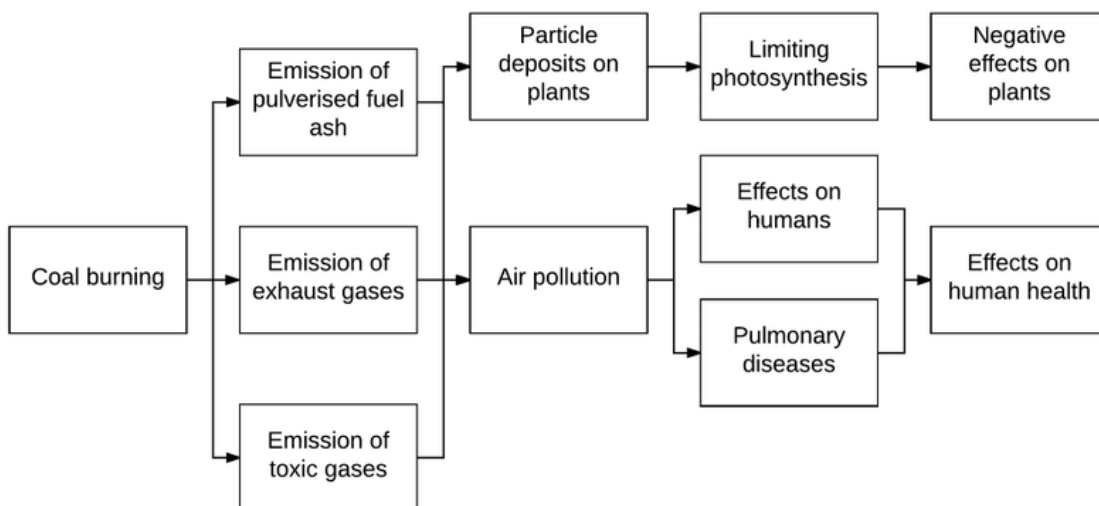 Coal burning
Emission of
pulverised fuel
ash
Emission of
exhaust gases
Emission of
toxic gases
Particle
deposits on
plants
Limiting
photosynthesis
Negative
effects on
plants
Air pollution
Effects on
humans
Pulmonary
diseases
Effects on
human health